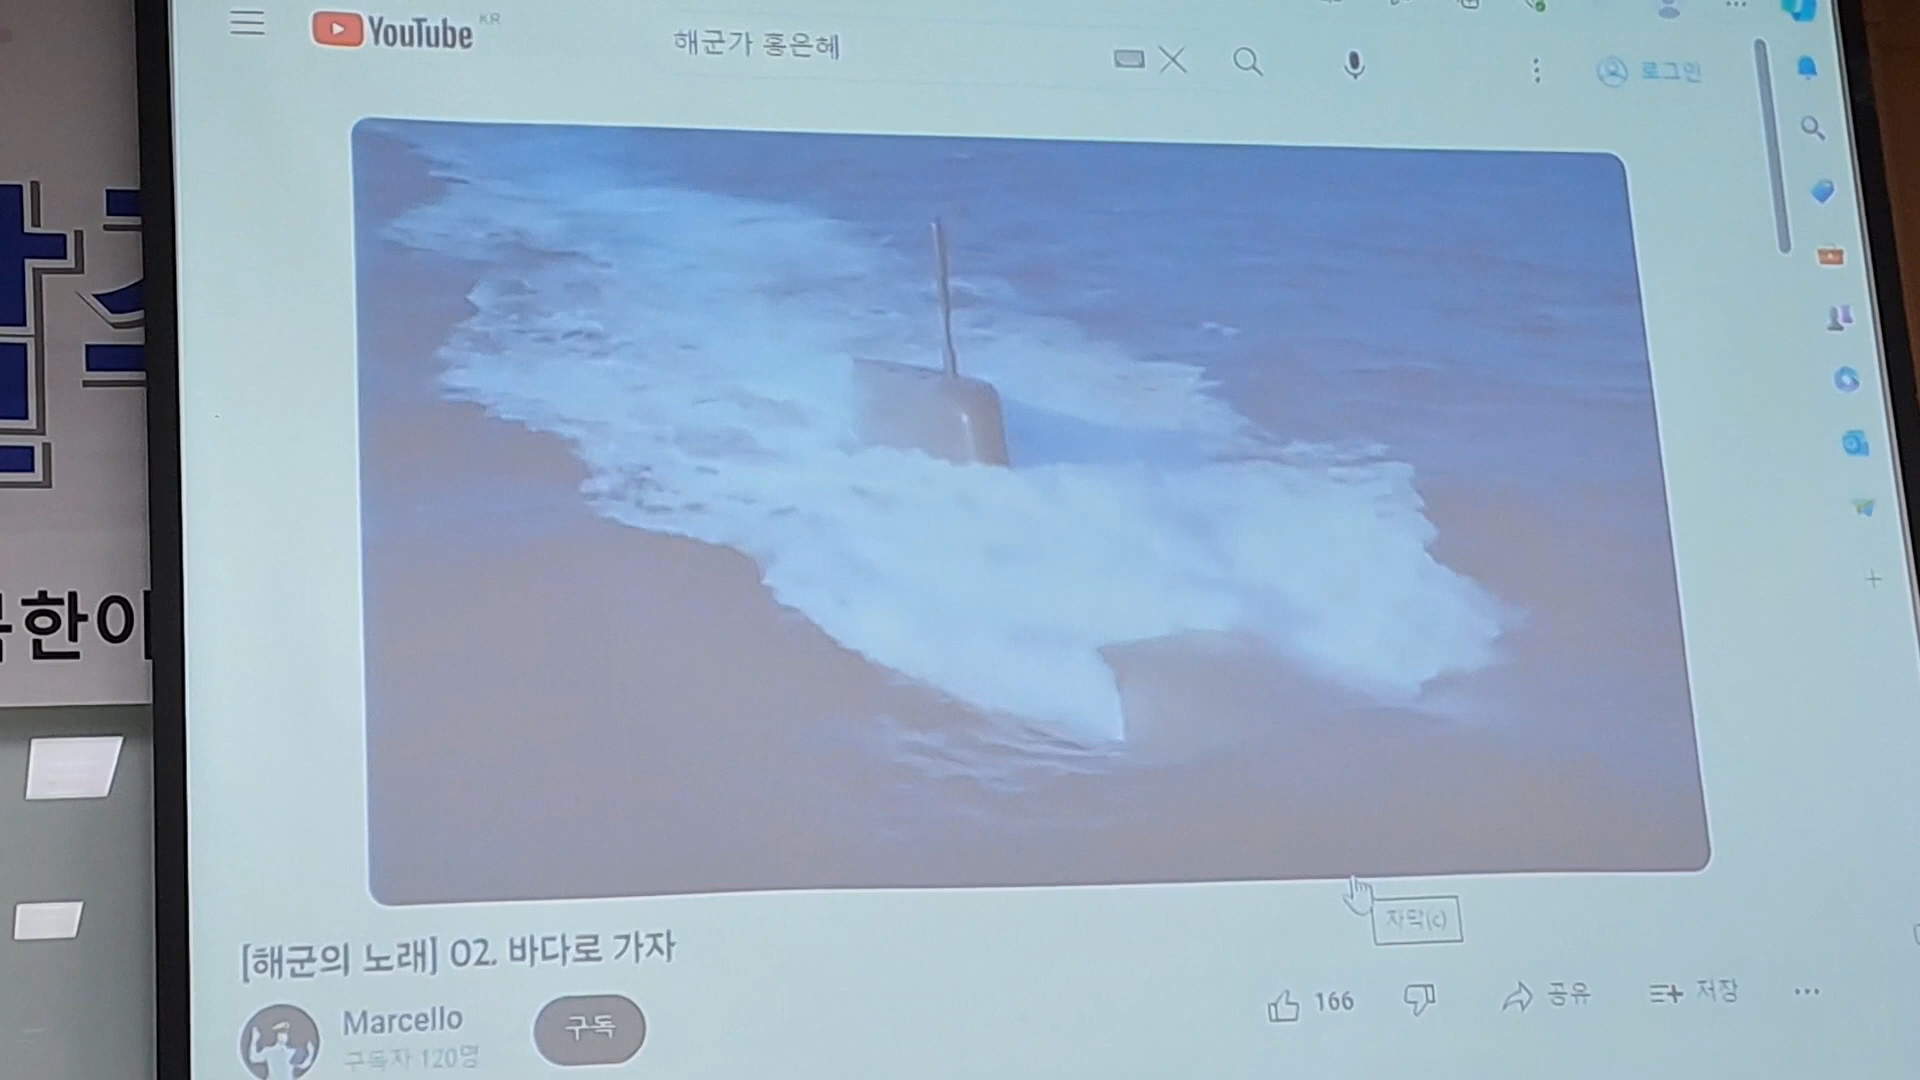 YouTube KR
해군가 홍은혜
로그인
한이
자막(c)
[해군의 노래] 02. 바다로 가자
Marcello
구독자 120명
구독
166
공유
저장